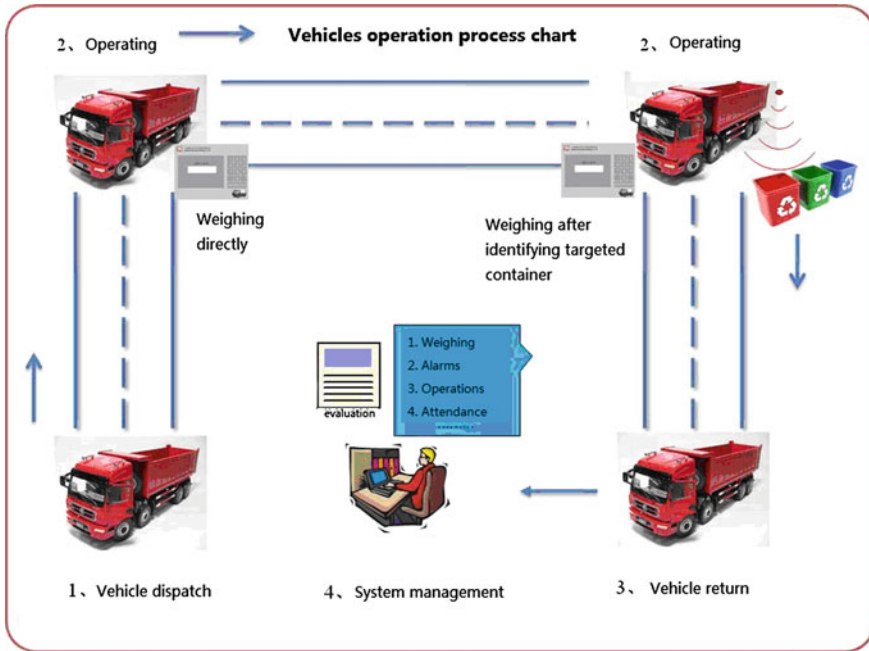 Vehicles operation process chart
2、Operating
2、Operating
Weighing
directly
Weighing after
identifying targeted
container
1. Weighing
2. Alarms
3. Operations
4. Attendance
evaluation
1、Vehicle dispatch
4、System management
3、Vehicle return